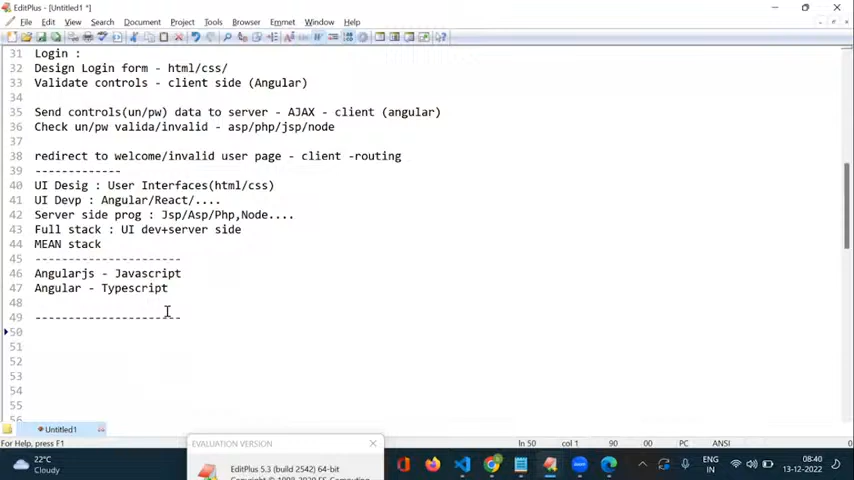 [Untitled1 *]
EditPlus - [Untitled1 *]
File Edit View Search Document Project Tools Browser Emmet Window Help
31 Login :
32 Design Login form - html/css/
33 Validate controls - client side (Angular)
34
35 Send controls(un/pw) data to server - AJAX - client (angular)
36 Check un/pw valida/invalid - asp/php/jsp/node
37
38 redirect to welcome/invalid user page - client -routing
39 -------------
40 UI Desig : User Interfaces(html/css)
41 UI Devp : Angular/React/....
42 Server side prog : Jsp/Asp/Php,Node....
43 Full stack : UI dev+server side
44 MEAN stack
45 ----------------------
46 Angularjs - Javascript
47 Angular - Typescript
48
49 ----------------------
50
51
52
53
54
55
56
Untitled1
EVALUATION VERSION
For Help, press F1
ln 50 col 1 90 00 PC ANSI
EditPlus 5.3 (build 2542) 64-bit
22°C
Cloudy
ENG
IN
08:40
13-12-2022